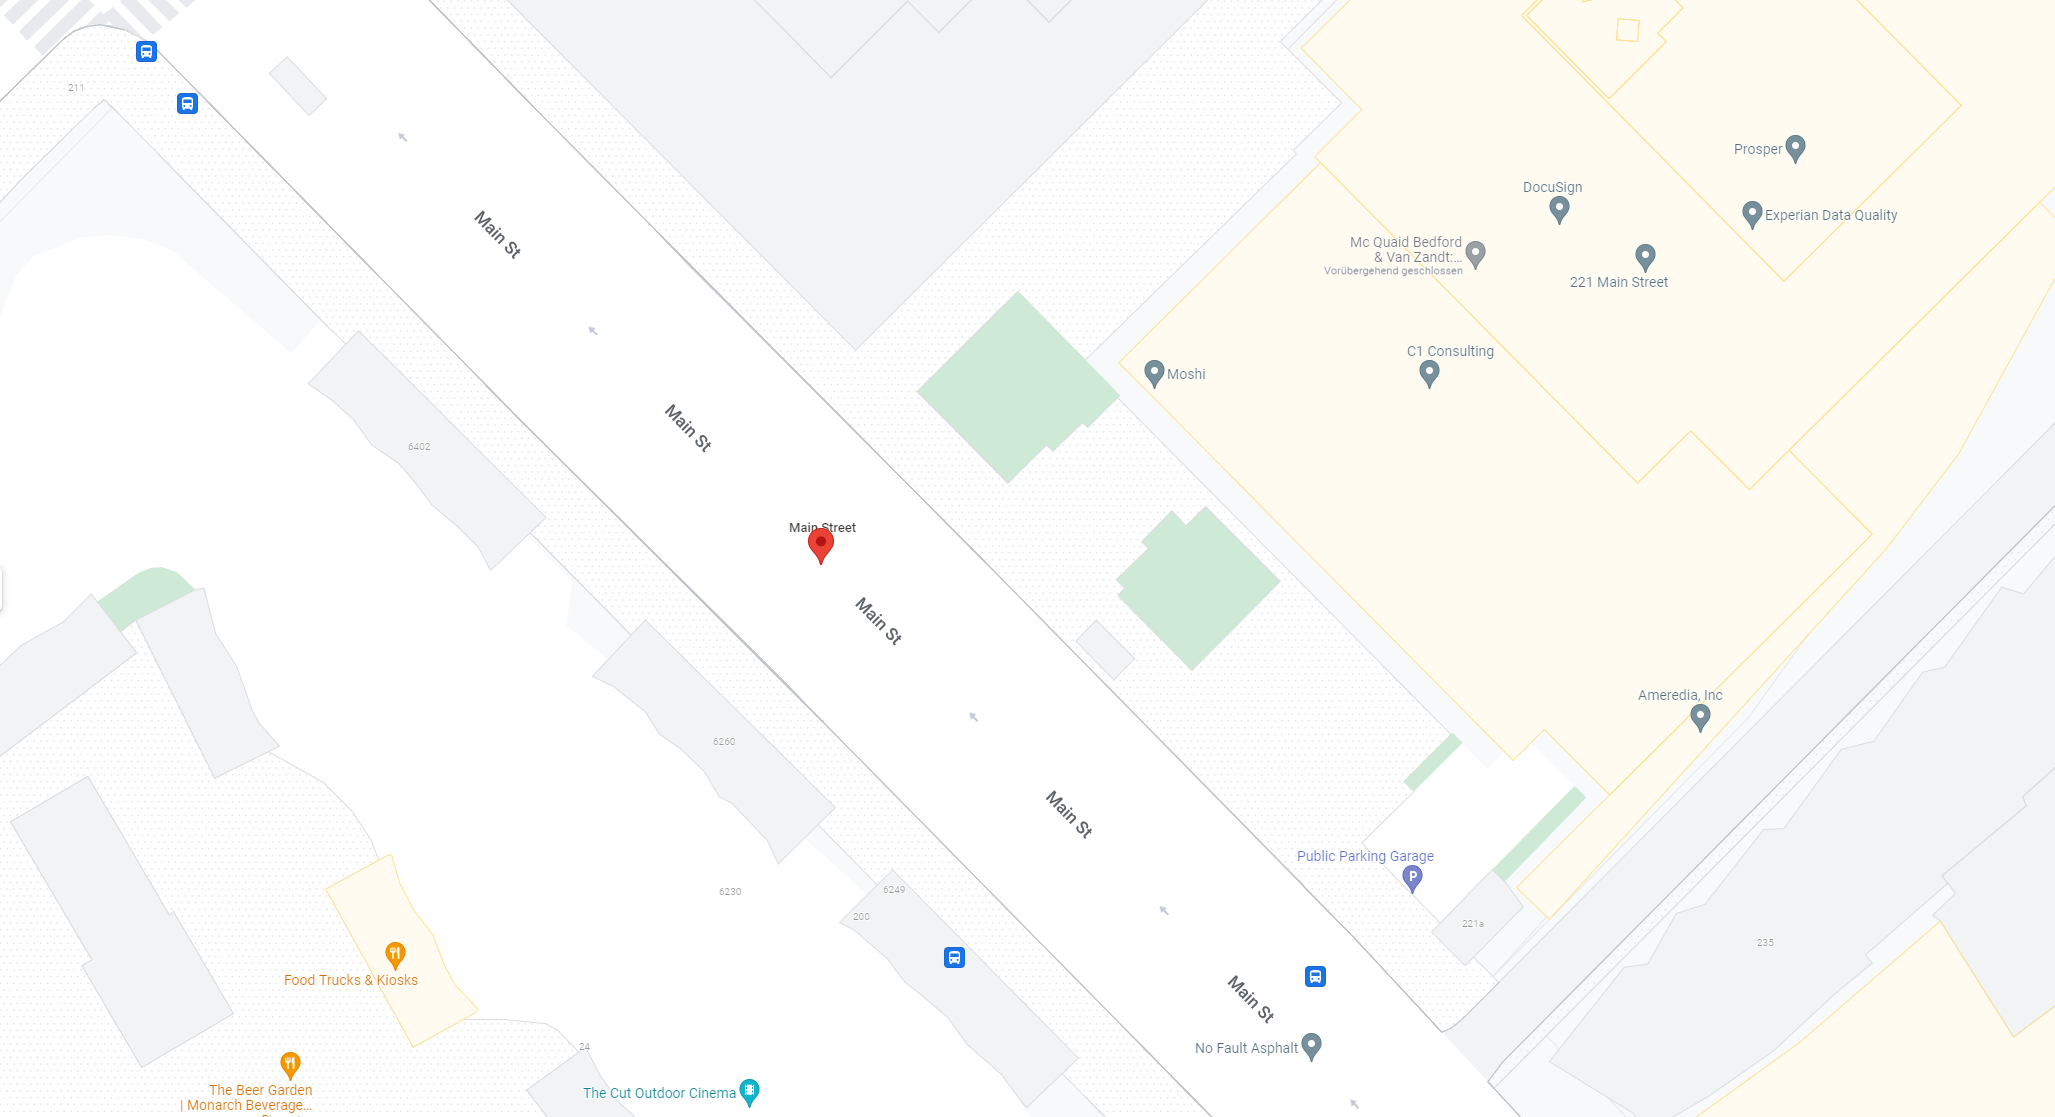 211
Main St
Prosper
DocuSign
Experian Data Quality
Mc Quaid Bedford
& Van Zandt:...
Vorübergehend geschlossen
221 Main Street
C1 Consulting
Moshi
Main St
6402
Main Street
Main St
Ameredia, Inc
6260
Main St
Public Parking Garage
P
6230
6249
200
221a
235
Food Trucks & Kiosks
Main St
No Fault Asphalt
24
The Beer Garden
| Monarch Beverage...
The Cut Outdoor Cinema